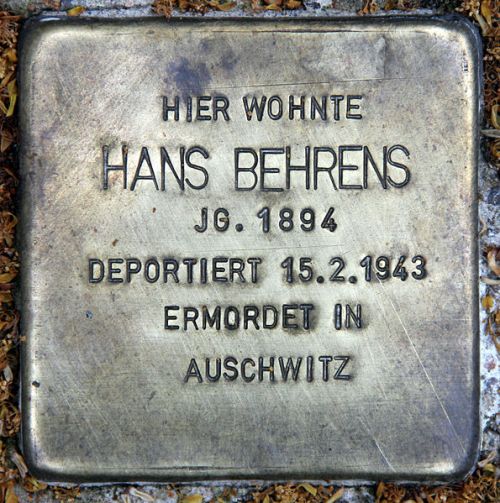 HIER WOHNTE
HANS BEHRENS
JG. 1894
DEPORTIERT 15.2.1943
ERMORDET IN
AUSCHWITZ